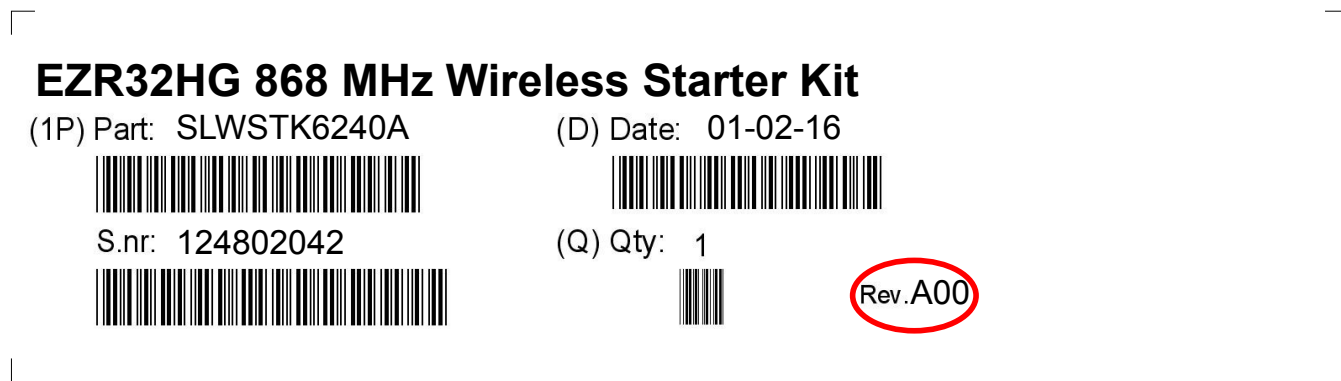 EZR32HG 868 MHz Wireless Starter Kit
(1P) Part: SLWSTK6240A
(D) Date: 01-02-16
S.nr: 124802042
(Q) Qty: 1
Rev.A00